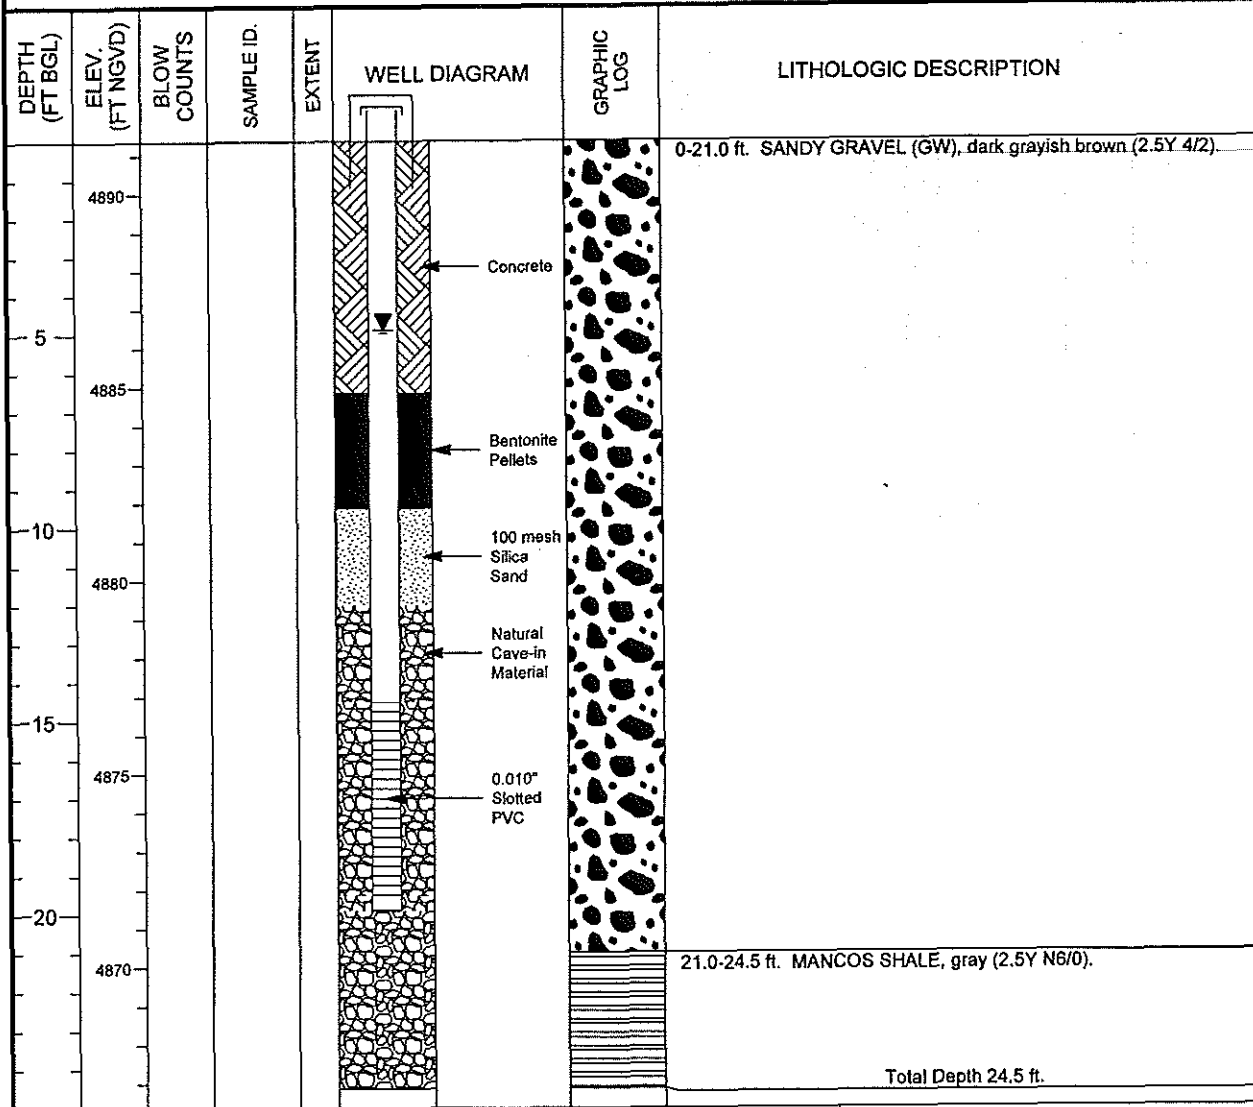 DEPTH
(FT BGL)
ELEV.
(FT NGVD)
BLOW
COUNTS
SAMPLE ID.
EXTENT
WELL DIAGRAM
GRAPHIC
LOG
LITHOLOGIC DESCRIPTION
0-21.0 ft. SANDY GRAVEL (GW), dark grayish brown (2.5Y 4/2).
4890
Concrete
5
4885
Bentonite
Pellets
10
100 mesh
Silica
Sand
4880
Natural
Cave-in
Material
15
4875
0.010"
Slotted
PVC
20
21.0-24.5 ft. MANCOS SHALE, gray (2.5Y N6/0).
4870
Total Depth 24.5 ft.